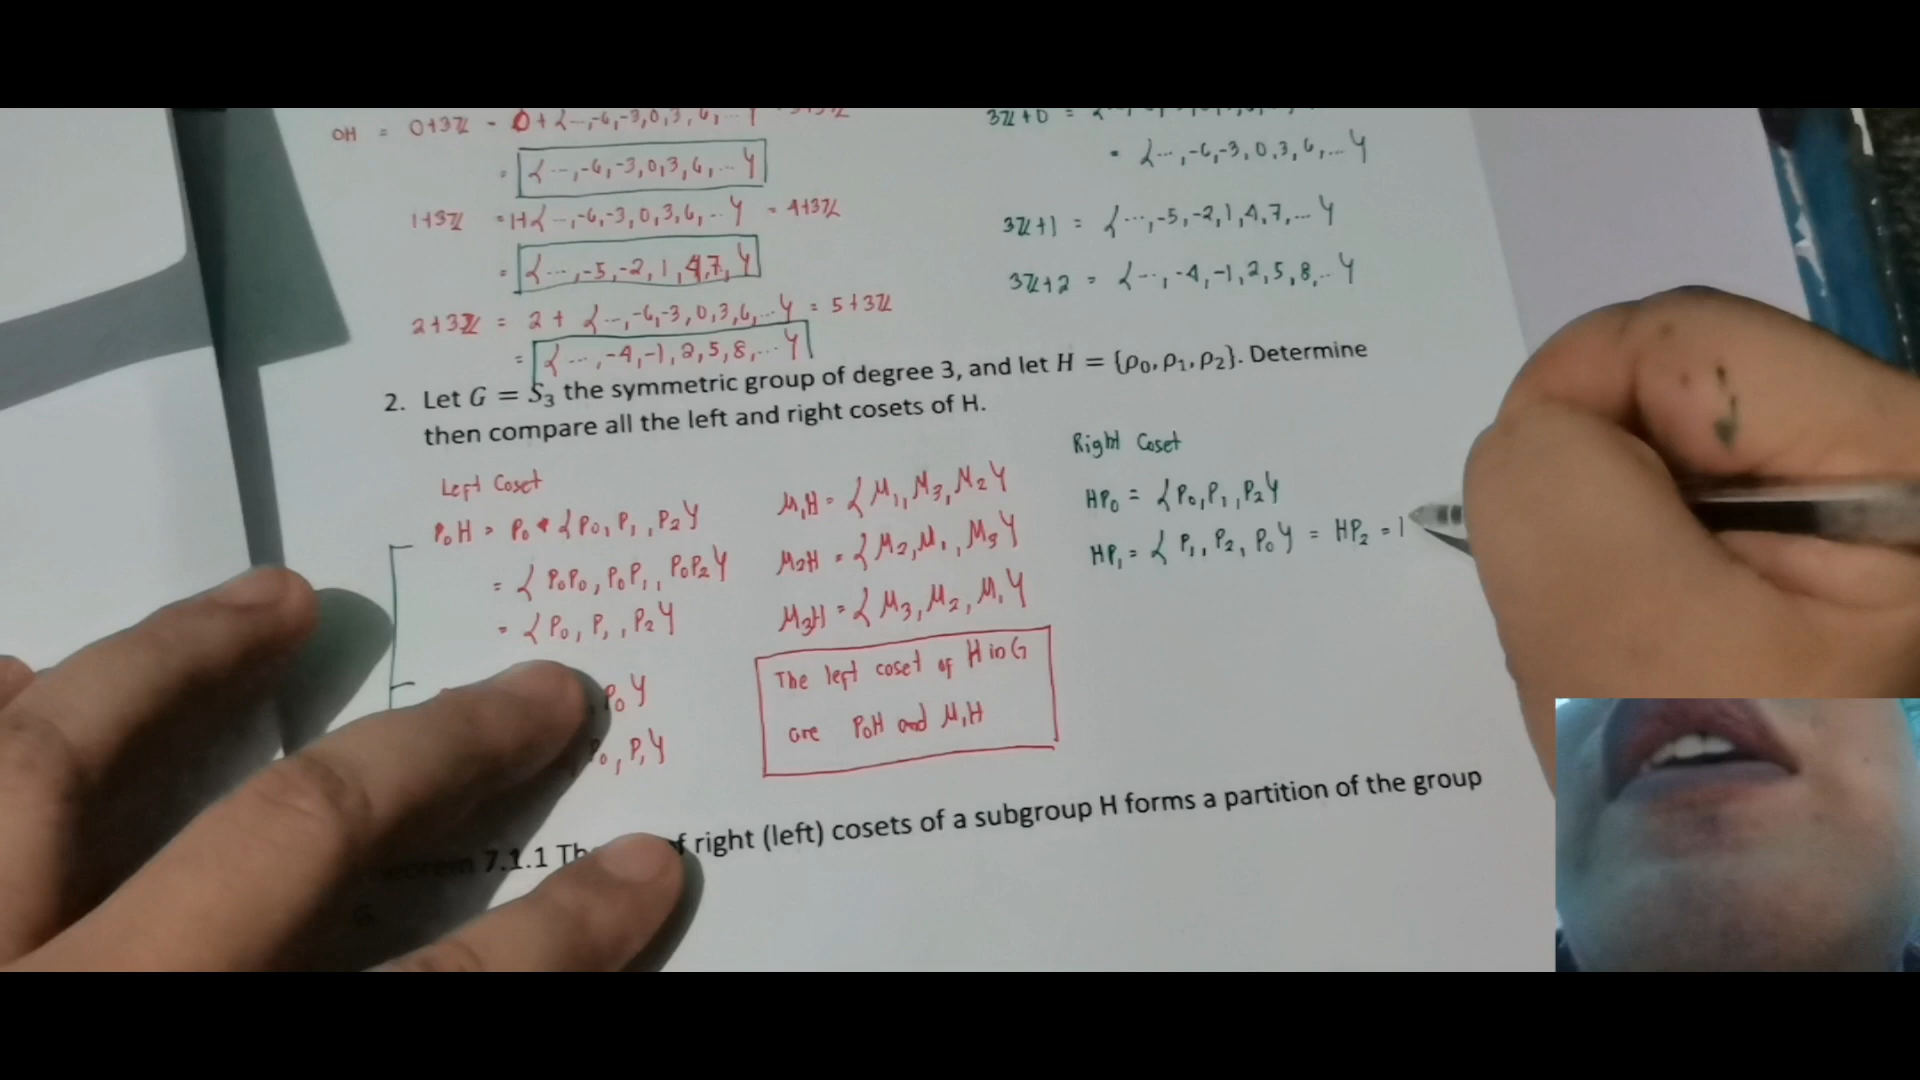 0H = 0+3ℤ = 0+{…,-6,-3,0,3,6,…}
= {…,-6,-3,0,3,6,…}
1+3ℤ = 1+{…,-6,-3,0,3,6,…} = 4+3ℤ
= {…,-5,-2,1,4,7,…}
2+3ℤ = 2+{…,-6,-3,0,3,6,…} = 5+3ℤ
= {…,-4,-1,2,5,8,…}
3ℤ+0 =
= {…,-6,-3,0,3,6,…}
3ℤ+1 = {…,-5,-2,1,4,7,…}
3ℤ+2 = {…,-4,-1,2,5,8,…}
2. Let G = S₃ the symmetric group of degree 3, and let H = {ρ₀, ρ₁, ρ₂}. Determine
then compare all the left and right cosets of H.
Left Coset
ρ₀H = ρ₀ {ρ₀, ρ₁, ρ₂}
= {ρ₀ρ₀, ρ₀ρ₁, ρ₀ρ₂}
= {ρ₀, ρ₁, ρ₂}
ρ₀}
ρ₀, ρ₁}
μ₁H = {μ₁, μ₃, μ₂}
μ₂H = {μ₂, μ₁, μ₃}
μ₃H = {μ₃, μ₂, μ₁}
The left coset of H in G
are ρ₀H and μ₁H
Right Coset
Hρ₀ = {ρ₀, ρ₁, ρ₂}
Hρ₁ = {ρ₁, ρ₂, ρ₀} = Hρ₂ =
7.1.1 right (left) cosets of a subgroup H forms a partition of the group